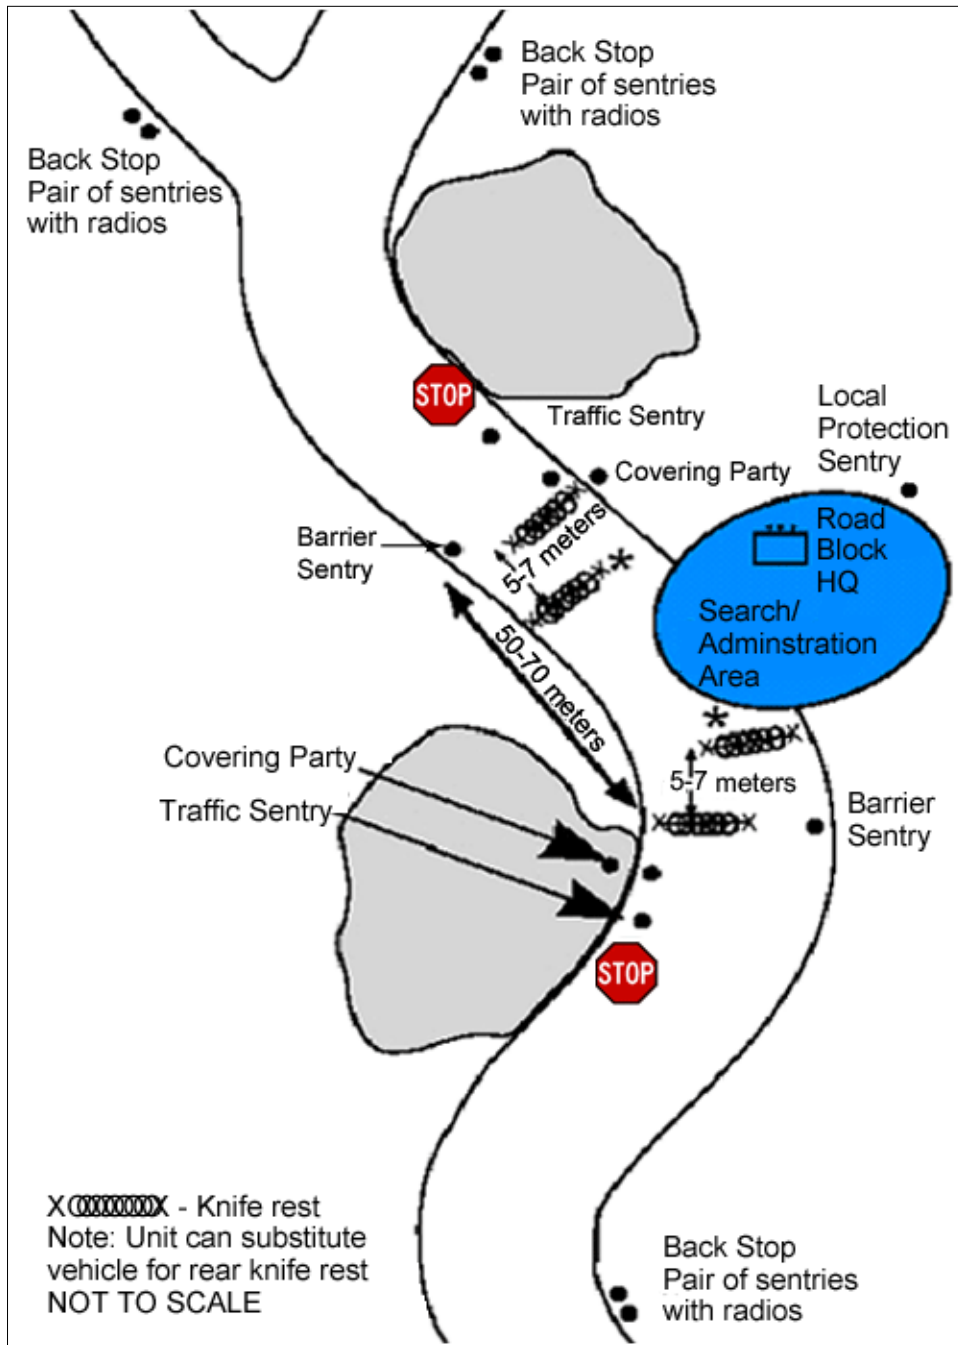 Back Stop
Pair of sentries
with radios
Back Stop
Pair of sentries
with radios
STOP
Traffic Sentry
Local
Protection
Sentry
Covering Party
Road
Block
HQ
Barrier
Sentry
5-7 meters
*
Search/
Adminstration
Area
50-70 meters
*
Covering Party
5-7 meters
Traffic Sentry
Barrier
Sentry
STOP
X OOOOOOOOX - Knife rest
Note: Unit can substitute
vehicle for rear knife rest
NOT TO SCALE
Back Stop
Pair of sentries
with radios